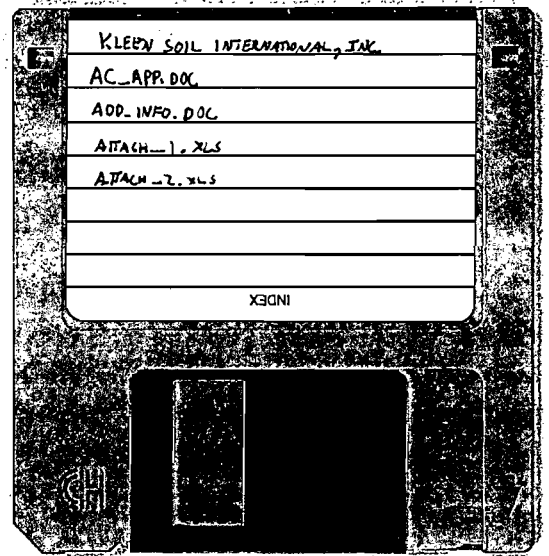 KLEEN SOIL INTERNATIONAL, INC.
AC_APP.DOC
ADD_INFO.DOC
ATTACH_1.XLS
ATTACH_2.XLS
INDEX